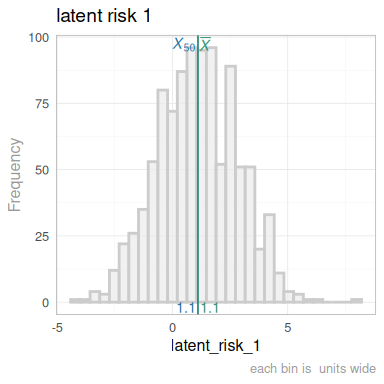 latent risk 1
X50 X̅
100
75
50
25
0
Frequency
1.1 1.2
-5 0 5
latent_risk_1
each bin is units wide